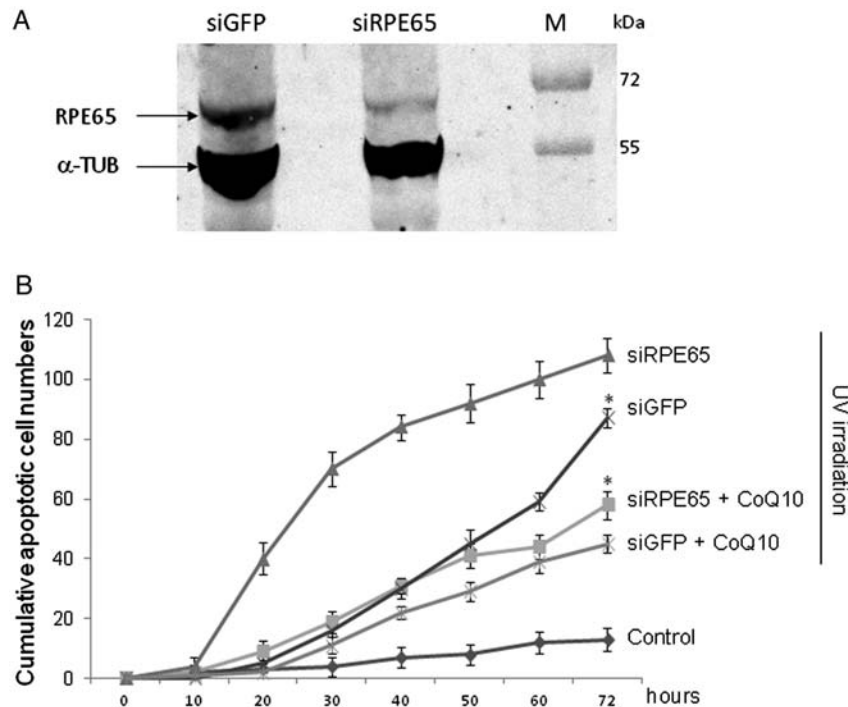 A
siGFP siRPE65 M kDa
72
RPE65
55
α-TUB
B
Cumulative apoptotic cell numbers
120
100
80
60
40
20
0
0 10 20 30 40 50 60 72 hours
siRPE65
*
siGFP
*
siRPE65 + CoQ10
siGFP + CoQ10
Control
UV irradiation